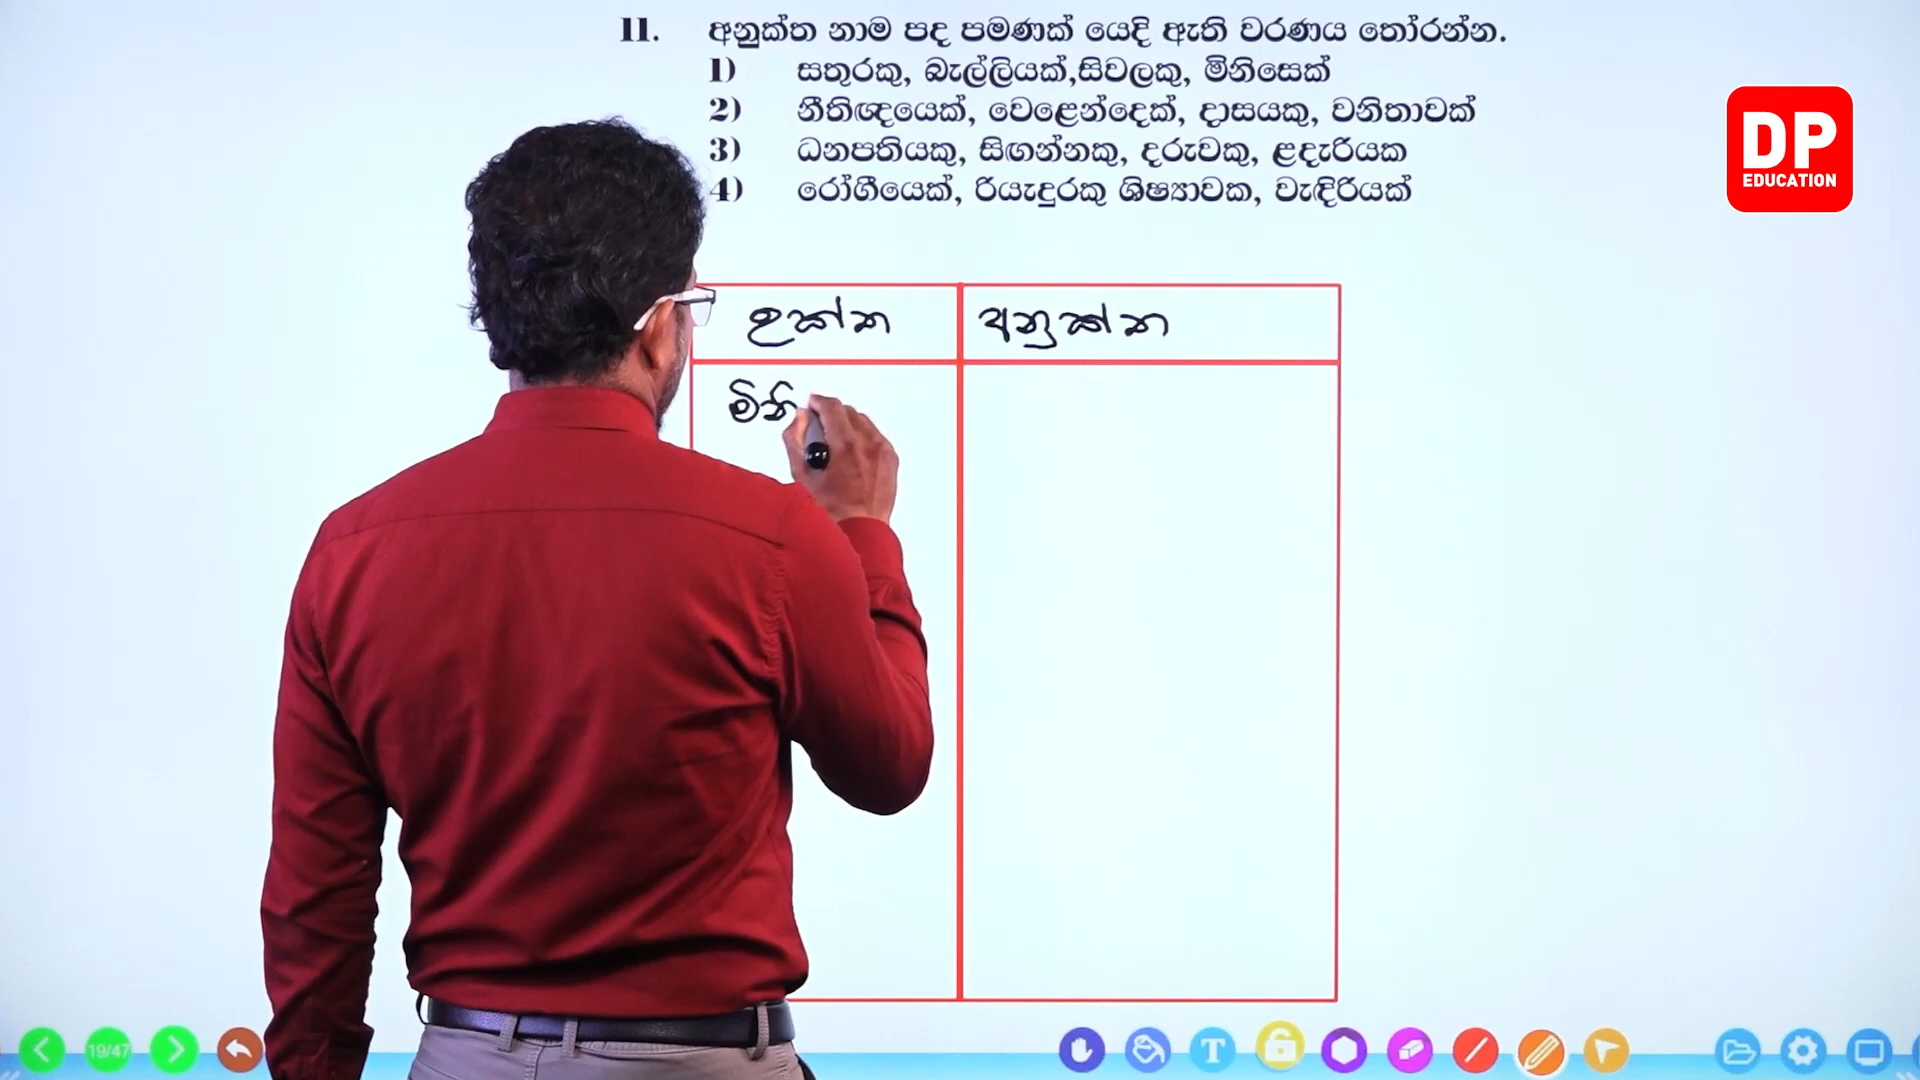 11. අනුක්ත නාම පද පමණක් යෙදි ඇති වරණය තෝරන්න.
1) සතුරකු, බැල්ලියක්,සිවලකු, මිනිසෙක්
2) නීතිඥයෙක්, වෙළෙන්දෙක්, දාසයකු, වනිතාවක්
3) ධනපතියකු, සිඟන්නකු, දරුවකු, ළදැරියක
4) රෝගීයෙක්, රියැදුරකු ශිෂ්‍යාවක, වැඳිරියක්
DP
EDUCATION
උක්ත අනුක්ත
මිනි
19/47
T